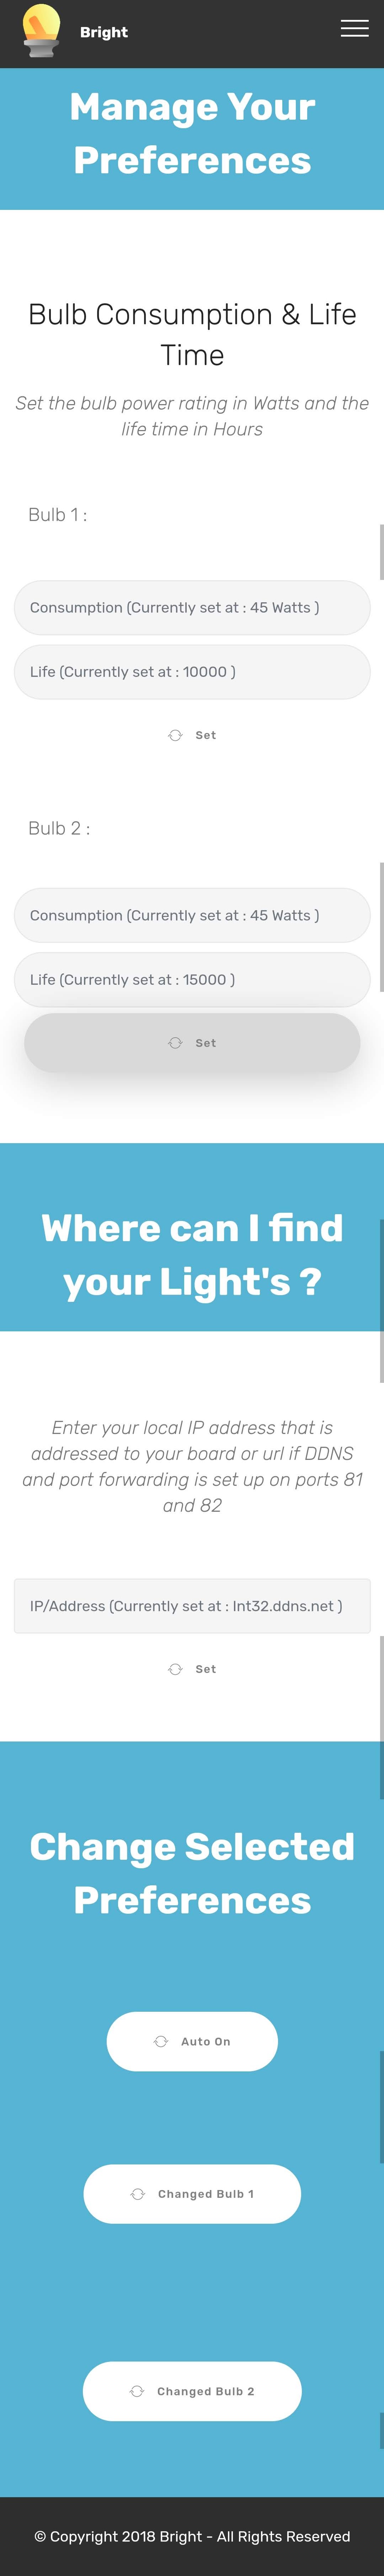 Bright
Manage Your
Preferences
Bulb Consumption & Life
Time
Set the bulb power rating in Watts and the
life time in Hours
Bulb 1 :
Consumption (Currently set at : 45 Watts )
Life (Currently set at : 10000 )
Set
Bulb 2 :
Consumption (Currently set at : 45 Watts )
Life (Currently set at : 15000 )
Set
Where can I find
your Light's ?
Enter your local IP address that is
addressed to your board or url if DDNS
and port forwarding is set up on ports 81
and 82
IP/Address (Currently set at : Int32.ddns.net )
Set
Change Selected
Preferences
Auto On
Changed Bulb 1
Changed Bulb 2
© Copyright 2018 Bright - All Rights Reserved